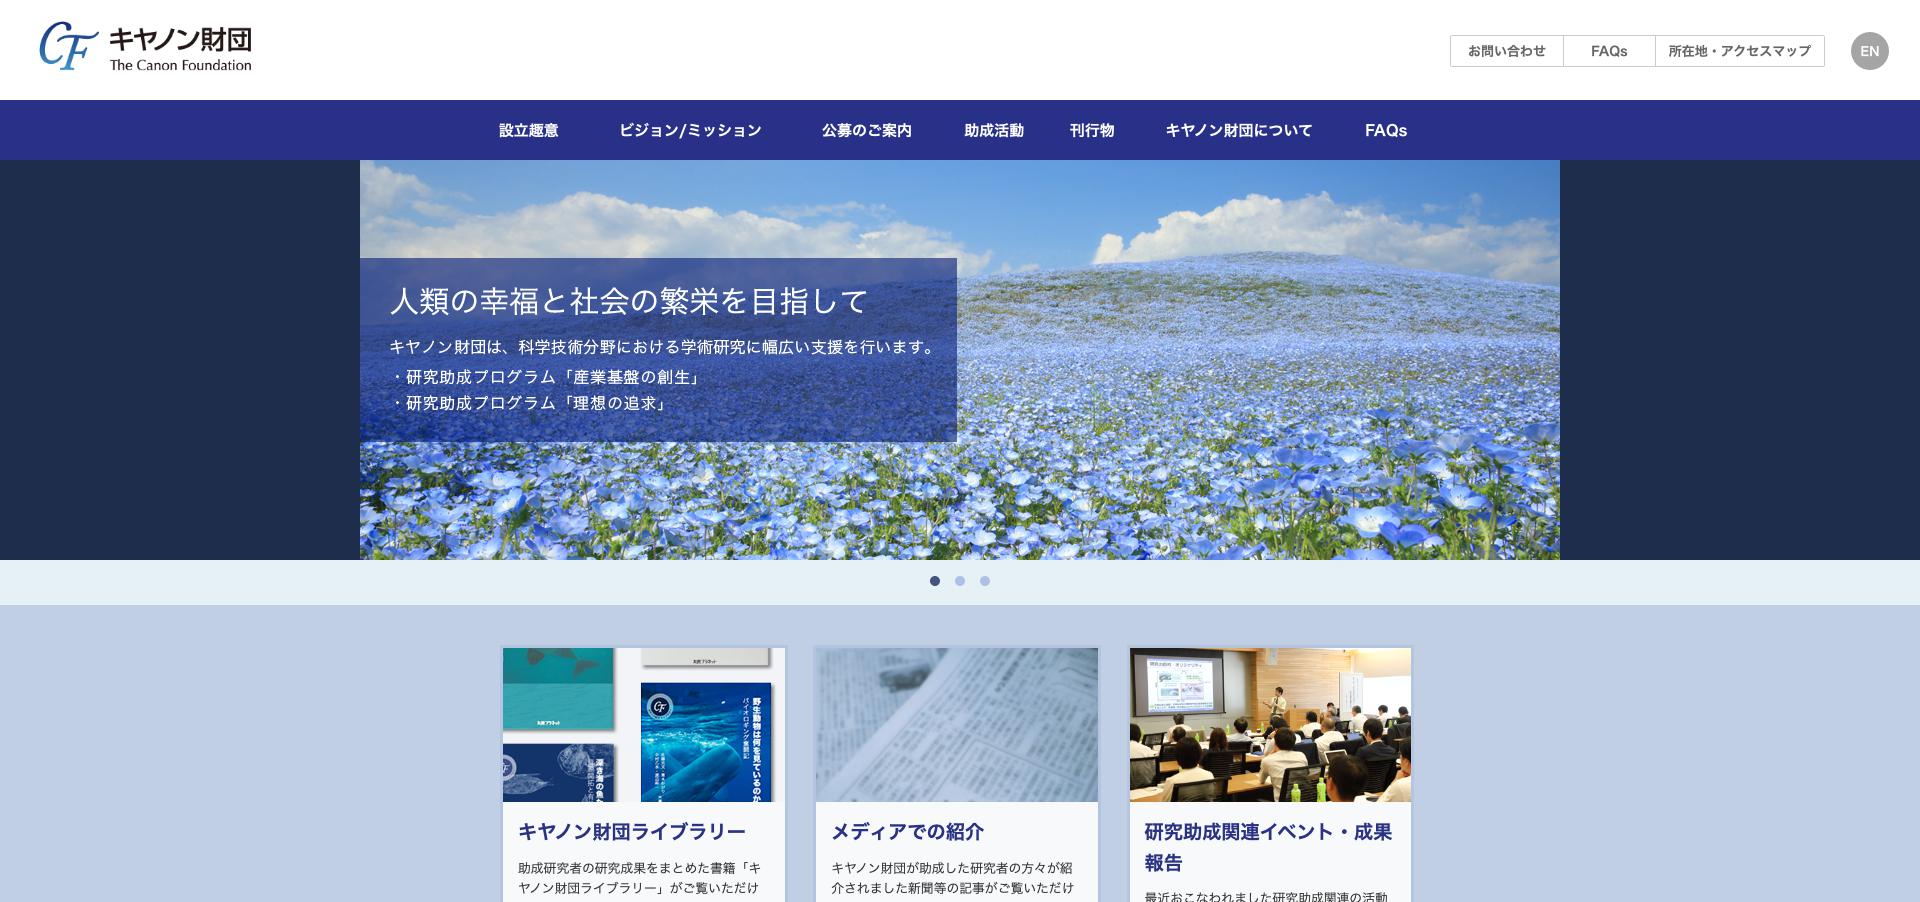 キヤノン財団
The Canon Foundation
お問い合わせ
FAQs
所在地・アクセスマップ
EN
設立趣意
ビジョン/ミッション
公募のご案内
助成活動
刊行物
キヤノン財団について
FAQs
人類の幸福と社会の繁栄を目指して
キヤノン財団は、科学技術分野における学術研究に幅広い支援を行います。
・研究助成プログラム「産業基盤の創生」
・研究助成プログラム「理想の追求」
丸善プラネット
丸善プラネット
CF
野生動物は何を見ているのか
バイオロギング奮闘記
キヤノン財団ライブラリー
助成研究者の研究成果をまとめた書籍「キ
ヤノン財団ライブラリー」がご覧いただけ
メディアでの紹介
キヤノン財団が助成した研究者の方々が紹
介されました新聞等の記事がご覧いただけ
研究助成関連イベント・成果
報告
最近おこなわれました研究助成関連の活動